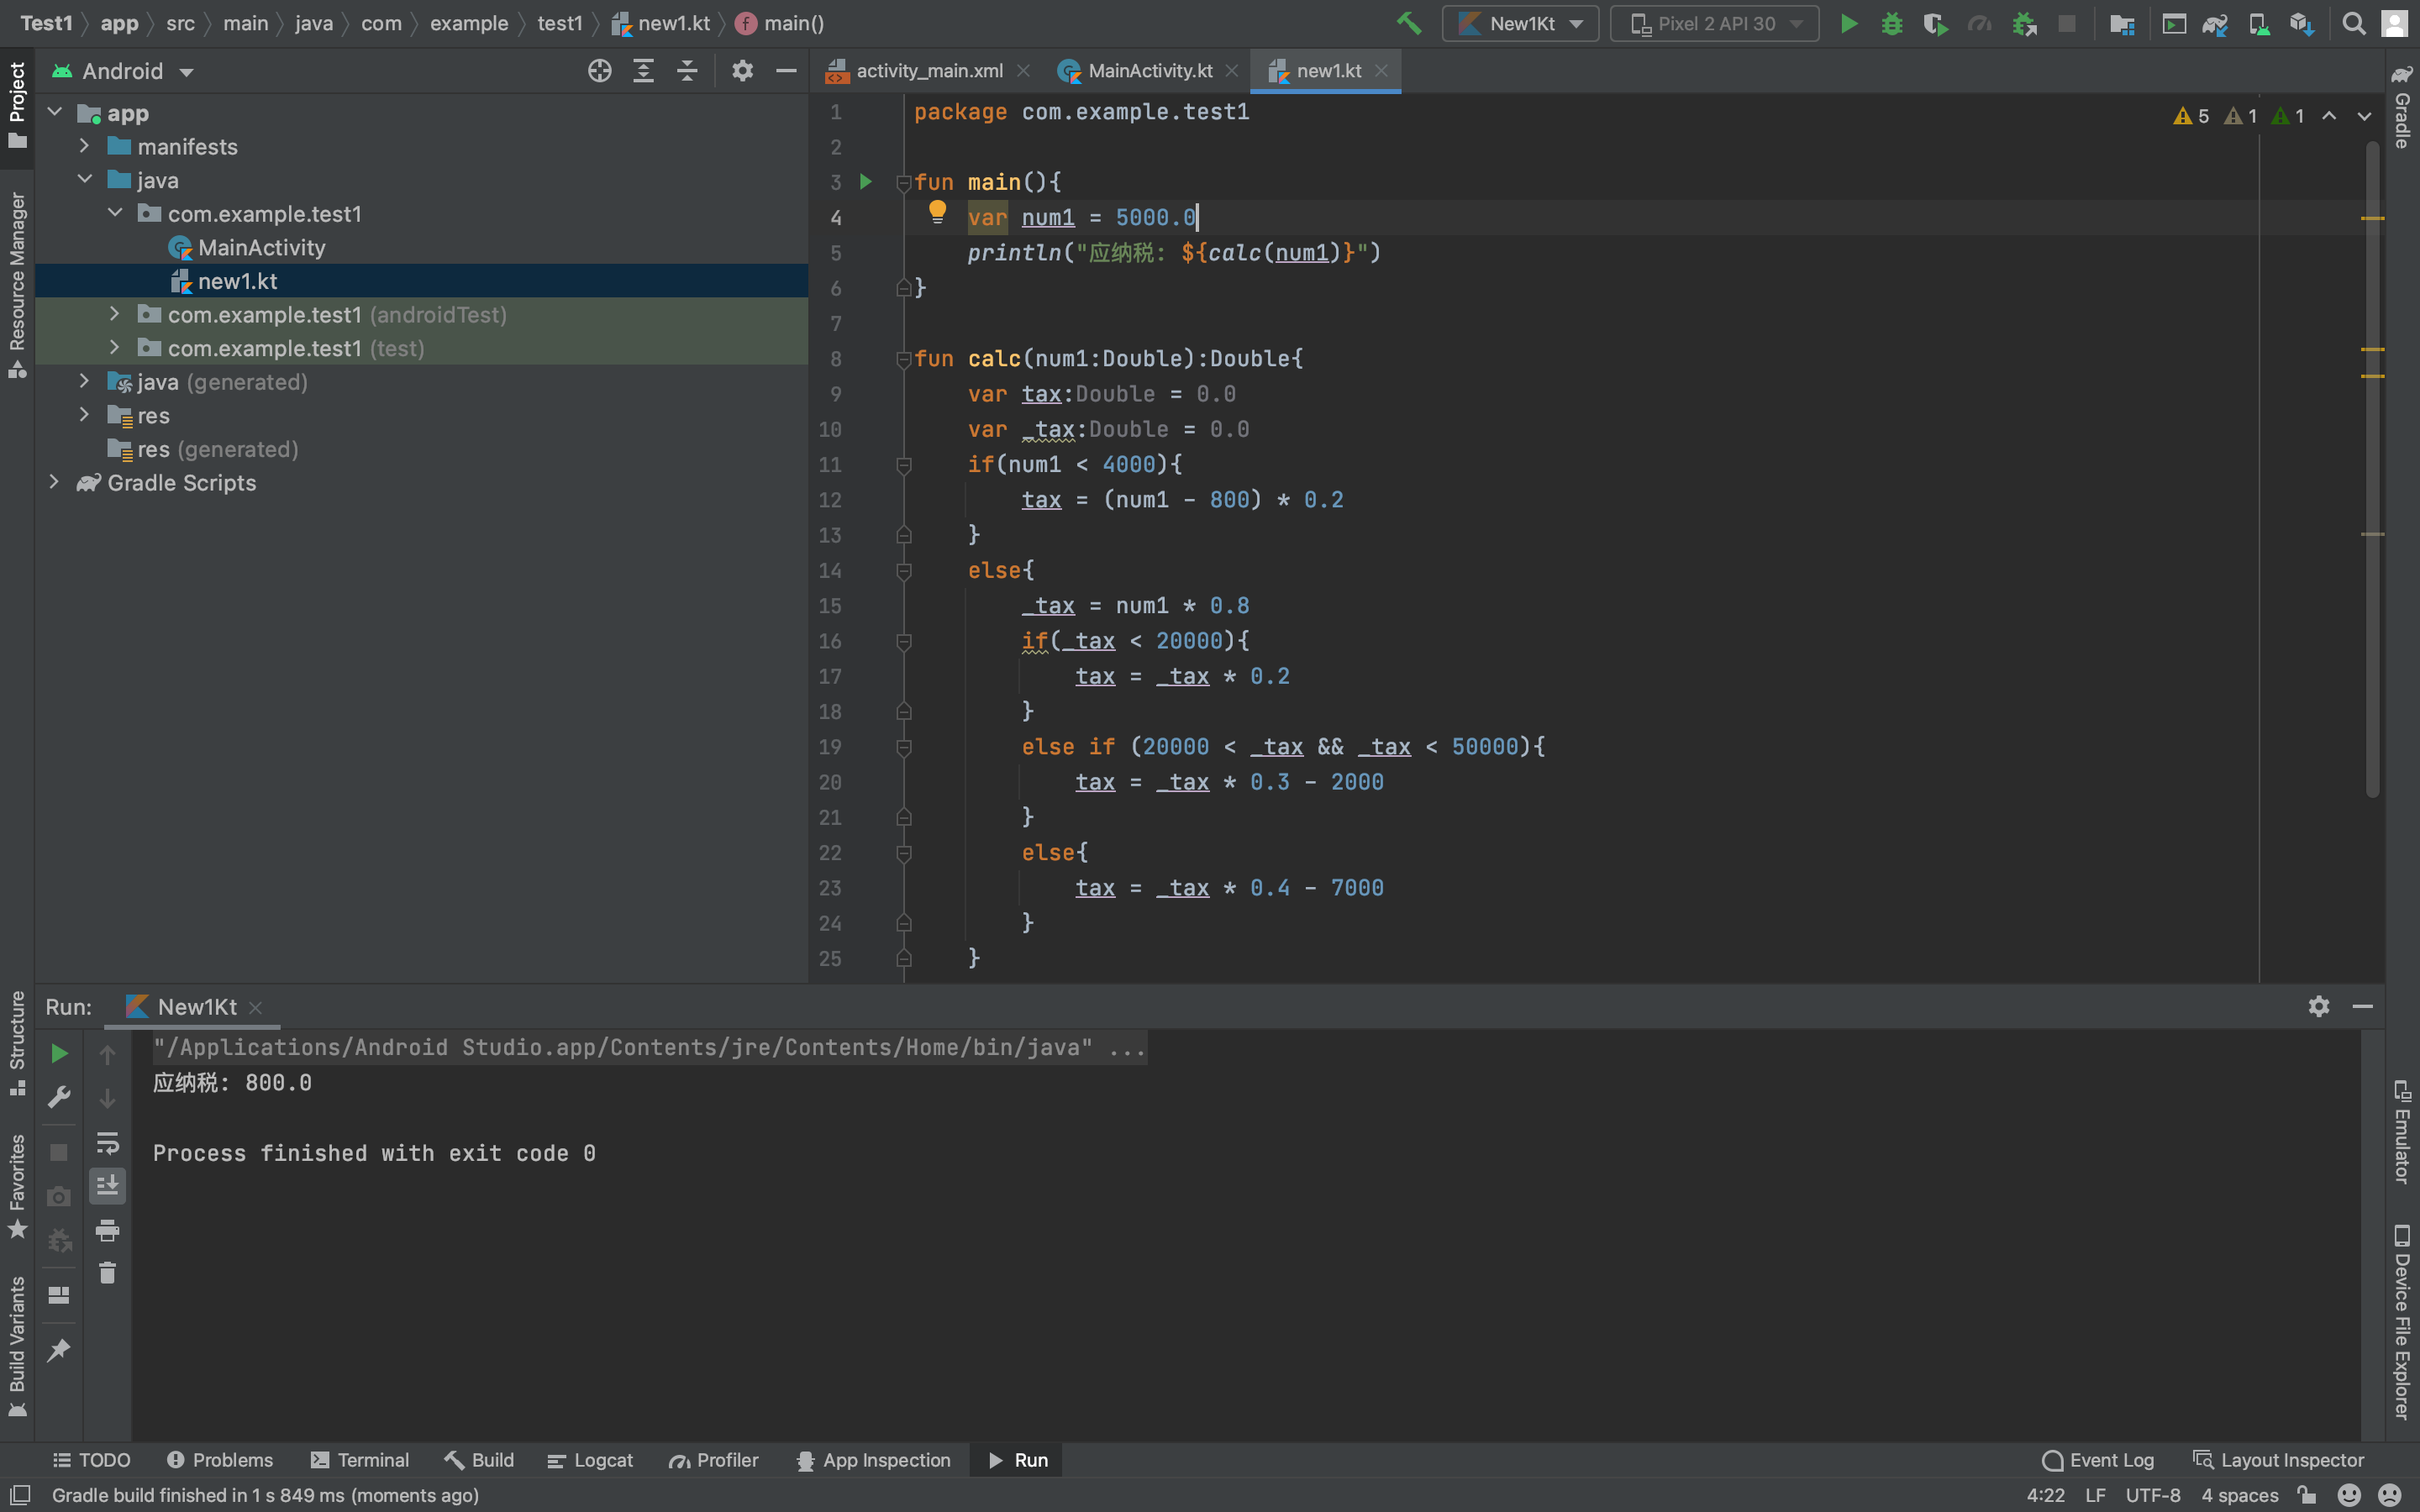 Test1 app src main java com example test1 new1.kt main()
New1Kt Pixel 2 API 30
Project
Resource Manager
Structure
Favorites
Build Variants
Android
app
manifests
java
com.example.test1
MainActivity
new1.kt
com.example.test1 (androidTest)
com.example.test1 (test)
java (generated)
res
res (generated)
Gradle Scripts
activity_main.xml MainActivity.kt new1.kt
5 1 1
1 package com.example.test1
2
3 fun main(){
4 var num1 = 5000.0
5 println("应纳税: ${calc(num1)}")
6 }
7
8 fun calc(num1:Double):Double{
9 var tax:Double = 0.0
10 var _tax:Double = 0.0
11 if(num1 < 4000){
12 tax = (num1 - 800) * 0.2
13 }
14 else{
15 _tax = num1 * 0.8
16 if(_tax < 20000){
17 tax = _tax * 0.2
18 }
19 else if (20000 < _tax && _tax < 50000){
20 tax = _tax * 0.3 - 2000
21 }
22 else{
23 tax = _tax * 0.4 - 7000
24 }
25 }
Gradle
Emulator
Device File Explorer
Run: New1Kt
"/Applications/Android Studio.app/Contents/jre/Contents/Home/bin/java" ...
应纳税: 800.0
Process finished with exit code 0
TODO Problems Terminal Build Logcat Profiler App Inspection Run Event Log Layout Inspector
Gradle build finished in 1 s 849 ms (moments ago) 4:22 LF UTF-8 4 spaces